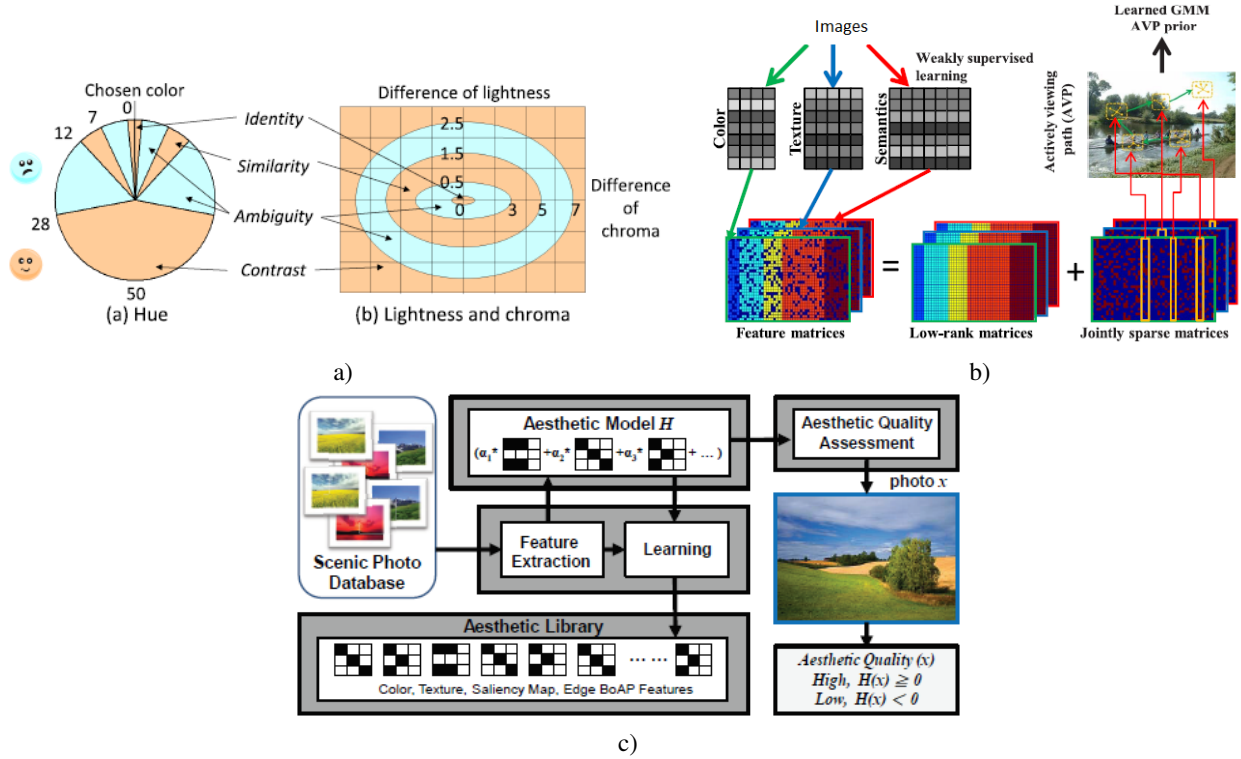 Chosen color
0
7
12
28
50
(a) Hue
Identity
Similarity
Ambiguity
Contrast
Difference of lightness
2.5
1.5
0.5
0
3
5
7
Difference
of
chroma
(b) Lightness and chroma
a)
Images
Weakly supervised
learning
Color
Texture
Semantics
Learned GMM
AVP prior
Actively viewing
path (AVP)
=
+
Feature matrices
Low-rank matrices
Jointly sparse matrices
b)
Scenic Photo
Database
Aesthetic Model H
(α1* +α2* +α3* + ... )
Feature
Extraction
Learning
Aesthetic Library
... ...
Color, Texture, Saliency Map, Edge BoAP Features
Aesthetic Quality
Assessment
photo x
Aesthetic Quality (x)
High, H(x) ≧ 0
Low, H(x) < 0
c)